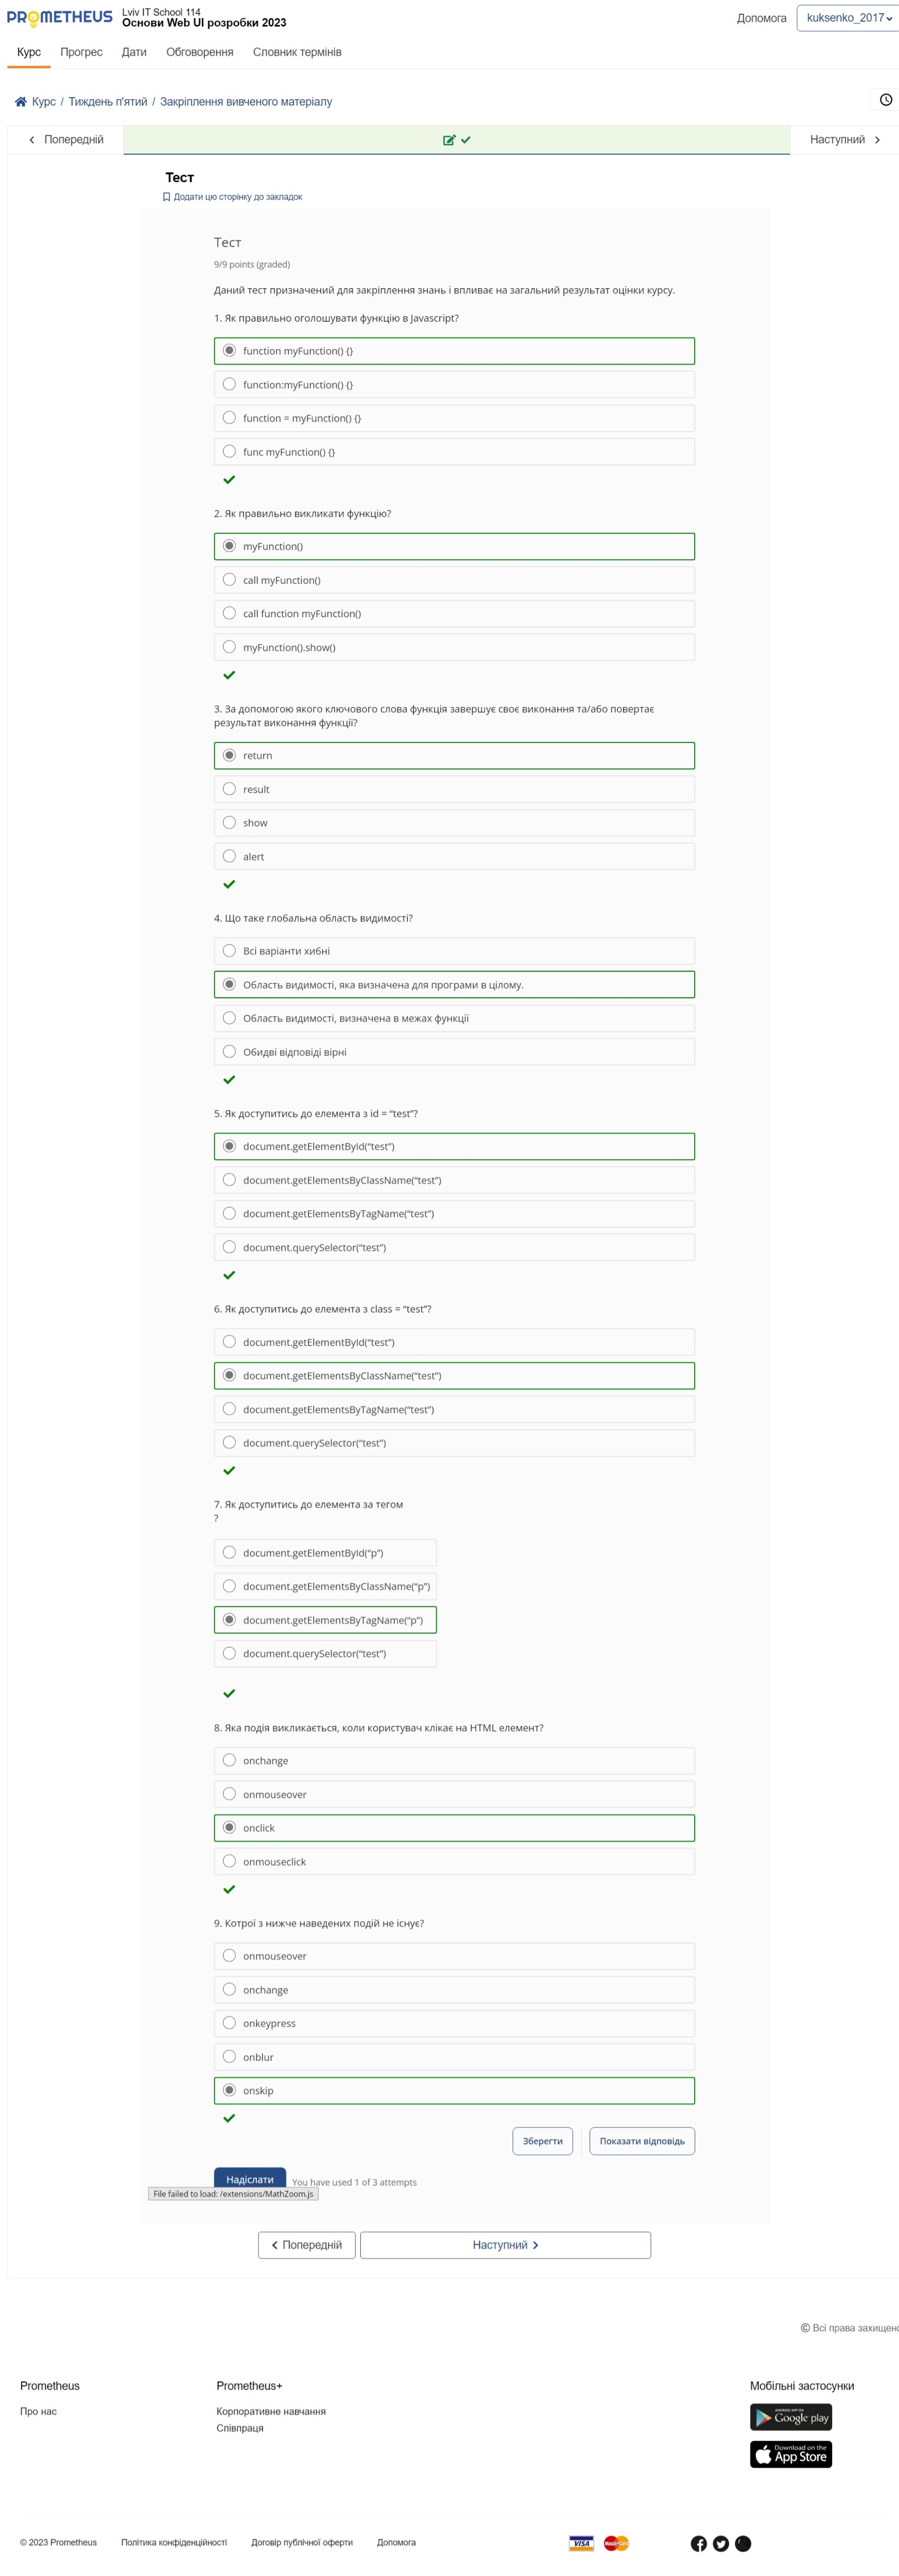 PROMETHEUS
Lviv IT School 114
Основи Web UI розробки 2023
Допомога
kuksenko_2017
Курс
Прогрес
Дати
Обговорення
Словник термінів
Курс / Тиждень п'ятий / Закріплення вивченого матеріалу
Попередній
Наступний
Тест
Додати цю сторінку до закладок
Тест
9/9 points (graded)
Даний тест призначений для закріплення знань і впливає на загальний результат оцінки курсу.
1. Як правильно оголошувати функцію в Javascript?
function myFunction() {}
function:myFunction() {}
function = myFunction() {}
func myFunction() {}
2. Як правильно викликати функцію?
myFunction()
call myFunction()
call function myFunction()
myFunction().show()
3. За допомогою якого ключового слова функція завершує своє виконання та/або повертає
результат виконання функції?
return
result
show
alert
4. Що таке глобальна область видимості?
Всі варіанти хибні
Область видимості, яка визначена для програми в цілому.
Область видимості, визначена в межах функції
Обидві відповіді вірні
5. Як доступитись до елемента з id = “test”?
document.getElementById(“test”)
document.getElementsByClassName(“test”)
document.getElementsByTagName(“test”)
document.querySelector(“test”)
6. Як доступитись до елемента з class = “test”?
document.getElementById(“test”)
document.getElementsByClassName(“test”)
document.getElementsByTagName(“test”)
document.querySelector(“test”)
7. Як доступитись до елемента за тегом
?
document.getElementById(“p”)
document.getElementsByClassName(“p”)
document.getElementsByTagName(“p”)
document.querySelector(“test”)
8. Яка подія викликається, коли користувач клікає на HTML елемент?
onchange
onmouseover
onclick
onmouseclick
9. Котрої з нижче наведених подій не існує?
onmouseover
onchange
onkeypress
onblur
onskip
Зберегти
Показати відповідь
Надіслати
You have used 1 of 3 attempts
File failed to load: /extensions/MathZoom.js
Попередній
Наступний
© Всі права захищено
Prometheus
Prometheus+
Мобільні застосунки
Про нас
Корпоративне навчання
Співпраця
ANDROID APP ON
Google play
Download on the
App Store
© 2023 Prometheus
Політика конфіденційності
Договір публічної оферти
Допомога
VISA
MasterCard